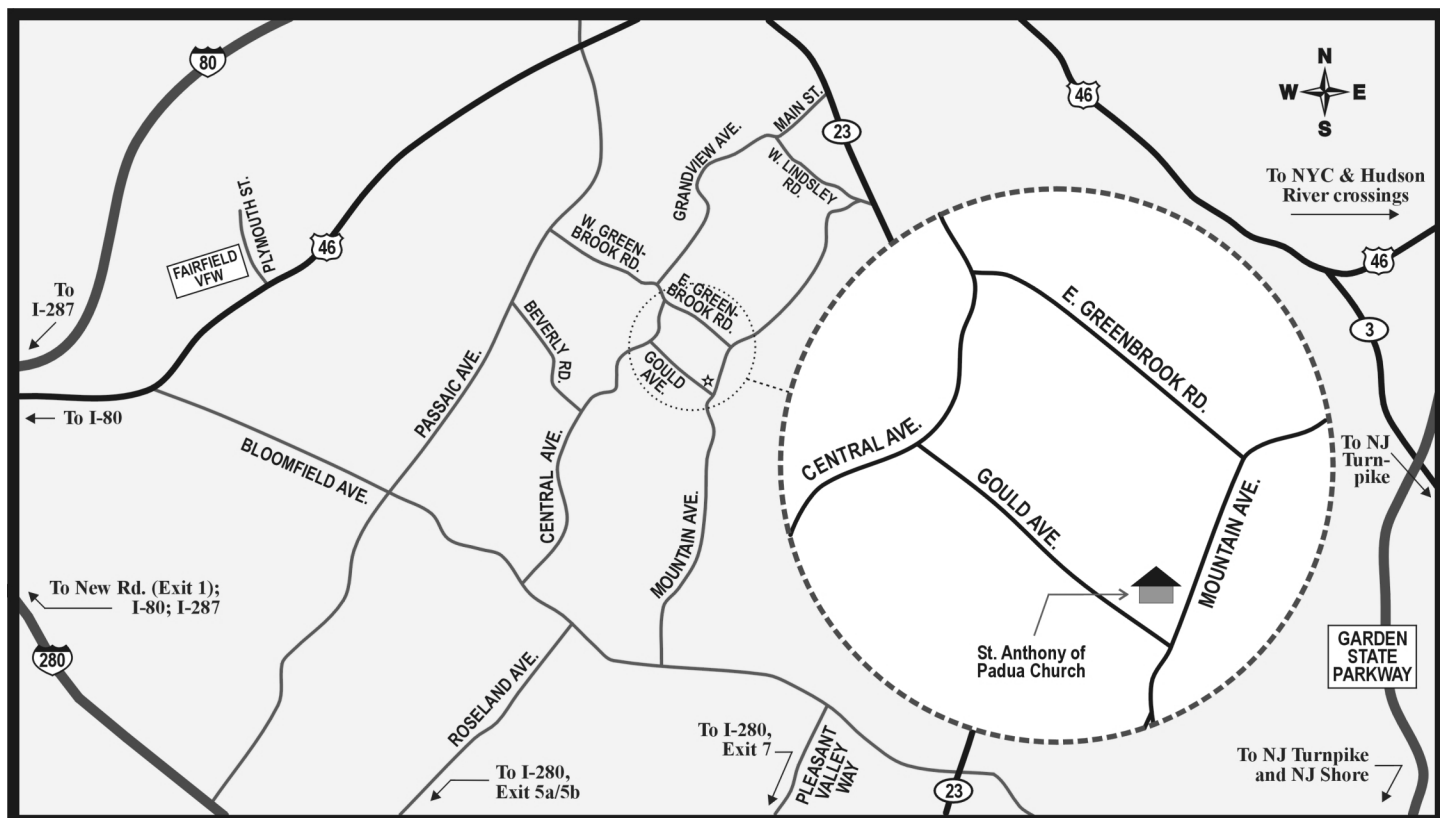 80
46
N
W E
S
To NYC & Hudson
River crossings
46
3
23
MAIN ST.
GRANDVIEW AVE.
W. LINDSLEY
RD.
PLYMOUTH ST.
FAIRFIELD
VFW
46
To
I-287
To I-80
W. GREEN-
BROOK RD.
E. GREEN-
BROOK RD.
BEVERLY
RD.
GOULD
AVE.
PASSAIC AVE.
BLOOMFIELD AVE.
CENTRAL AVE.
MOUNTAIN AVE.
E. GREENBROOK RD.
CENTRAL AVE.
GOULD AVE.
MOUNTAIN AVE.
St. Anthony of
Padua Church
To NJ
Turn-
pike
GARDEN
STATE
PARKWAY
To NJ Turnpike
and NJ Shore
To New Rd. (Exit 1);
I-80; I-287
280
ROSELAND AVE.
To I-280,
Exit 5a/5b
To I-280,
Exit 7
PLEASANT
VALLEY
WAY
23